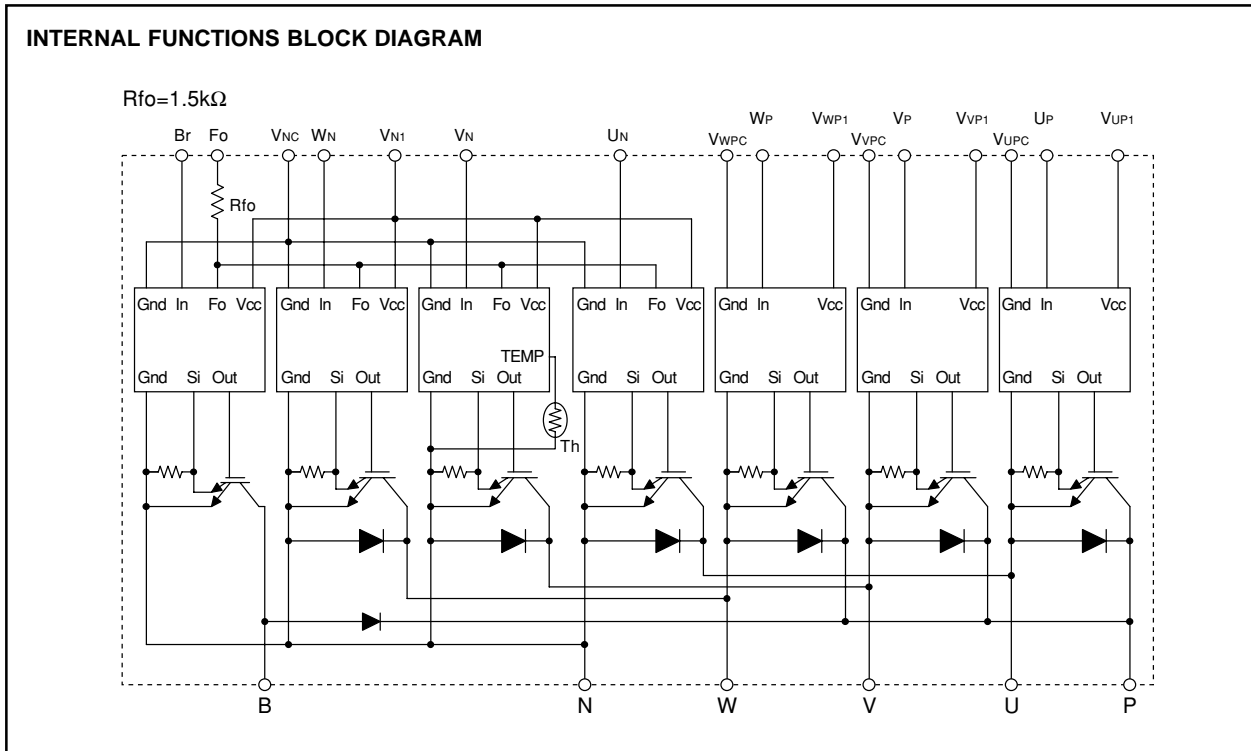 INTERNAL FUNCTIONS BLOCK DIAGRAM
Rfo=1.5kΩ
Br Fo VNC WN VN1 VN UN VWPC WP VWP1 VVPC VP VVP1 VUPC UP VUP1
Rfo
Gnd In Fo Vcc Gnd In Fo Vcc Gnd In Fo Vcc Gnd In Fo Vcc Gnd In Vcc Gnd In Vcc Gnd In Vcc
TEMP
Gnd Si Out Gnd Si Out Gnd Si Out Gnd Si Out Gnd Si Out Gnd Si Out Gnd Si Out
Th
B N W V U P